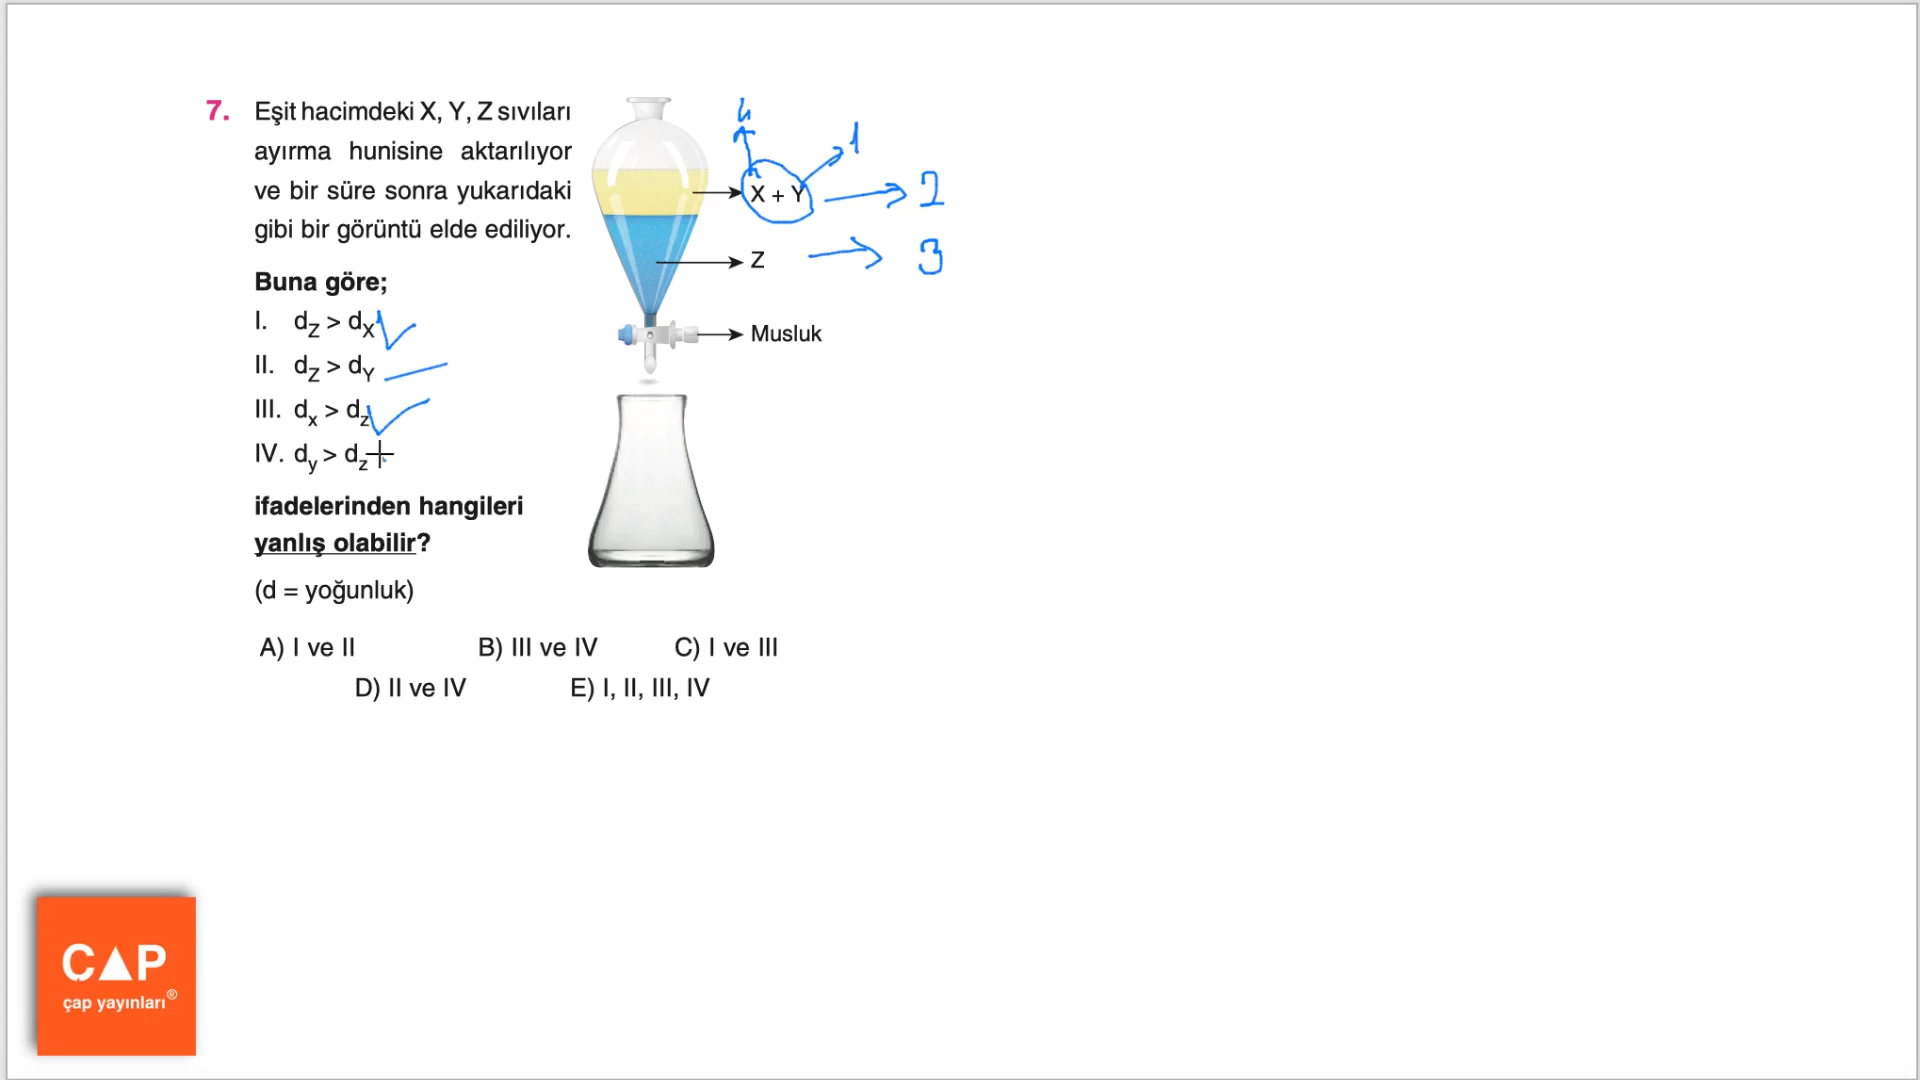 7. Eşit hacimdeki X, Y, Z sıvıları
ayırma hunisine aktarılıyor
ve bir süre sonra yukarıdaki
gibi bir görüntü elde ediliyor.
4
1
X + Y
2
Z
3
Musluk
Buna göre;
I. dZ > dX
II. dZ > dY
III. dx > dz
IV. dy > dz
ifadelerinden hangileri
yanlış olabilir?
(d = yoğunluk)
A) I ve II B) III ve IV C) I ve III
D) II ve IV E) I, II, III, IV
ÇAP
çap yayınları®